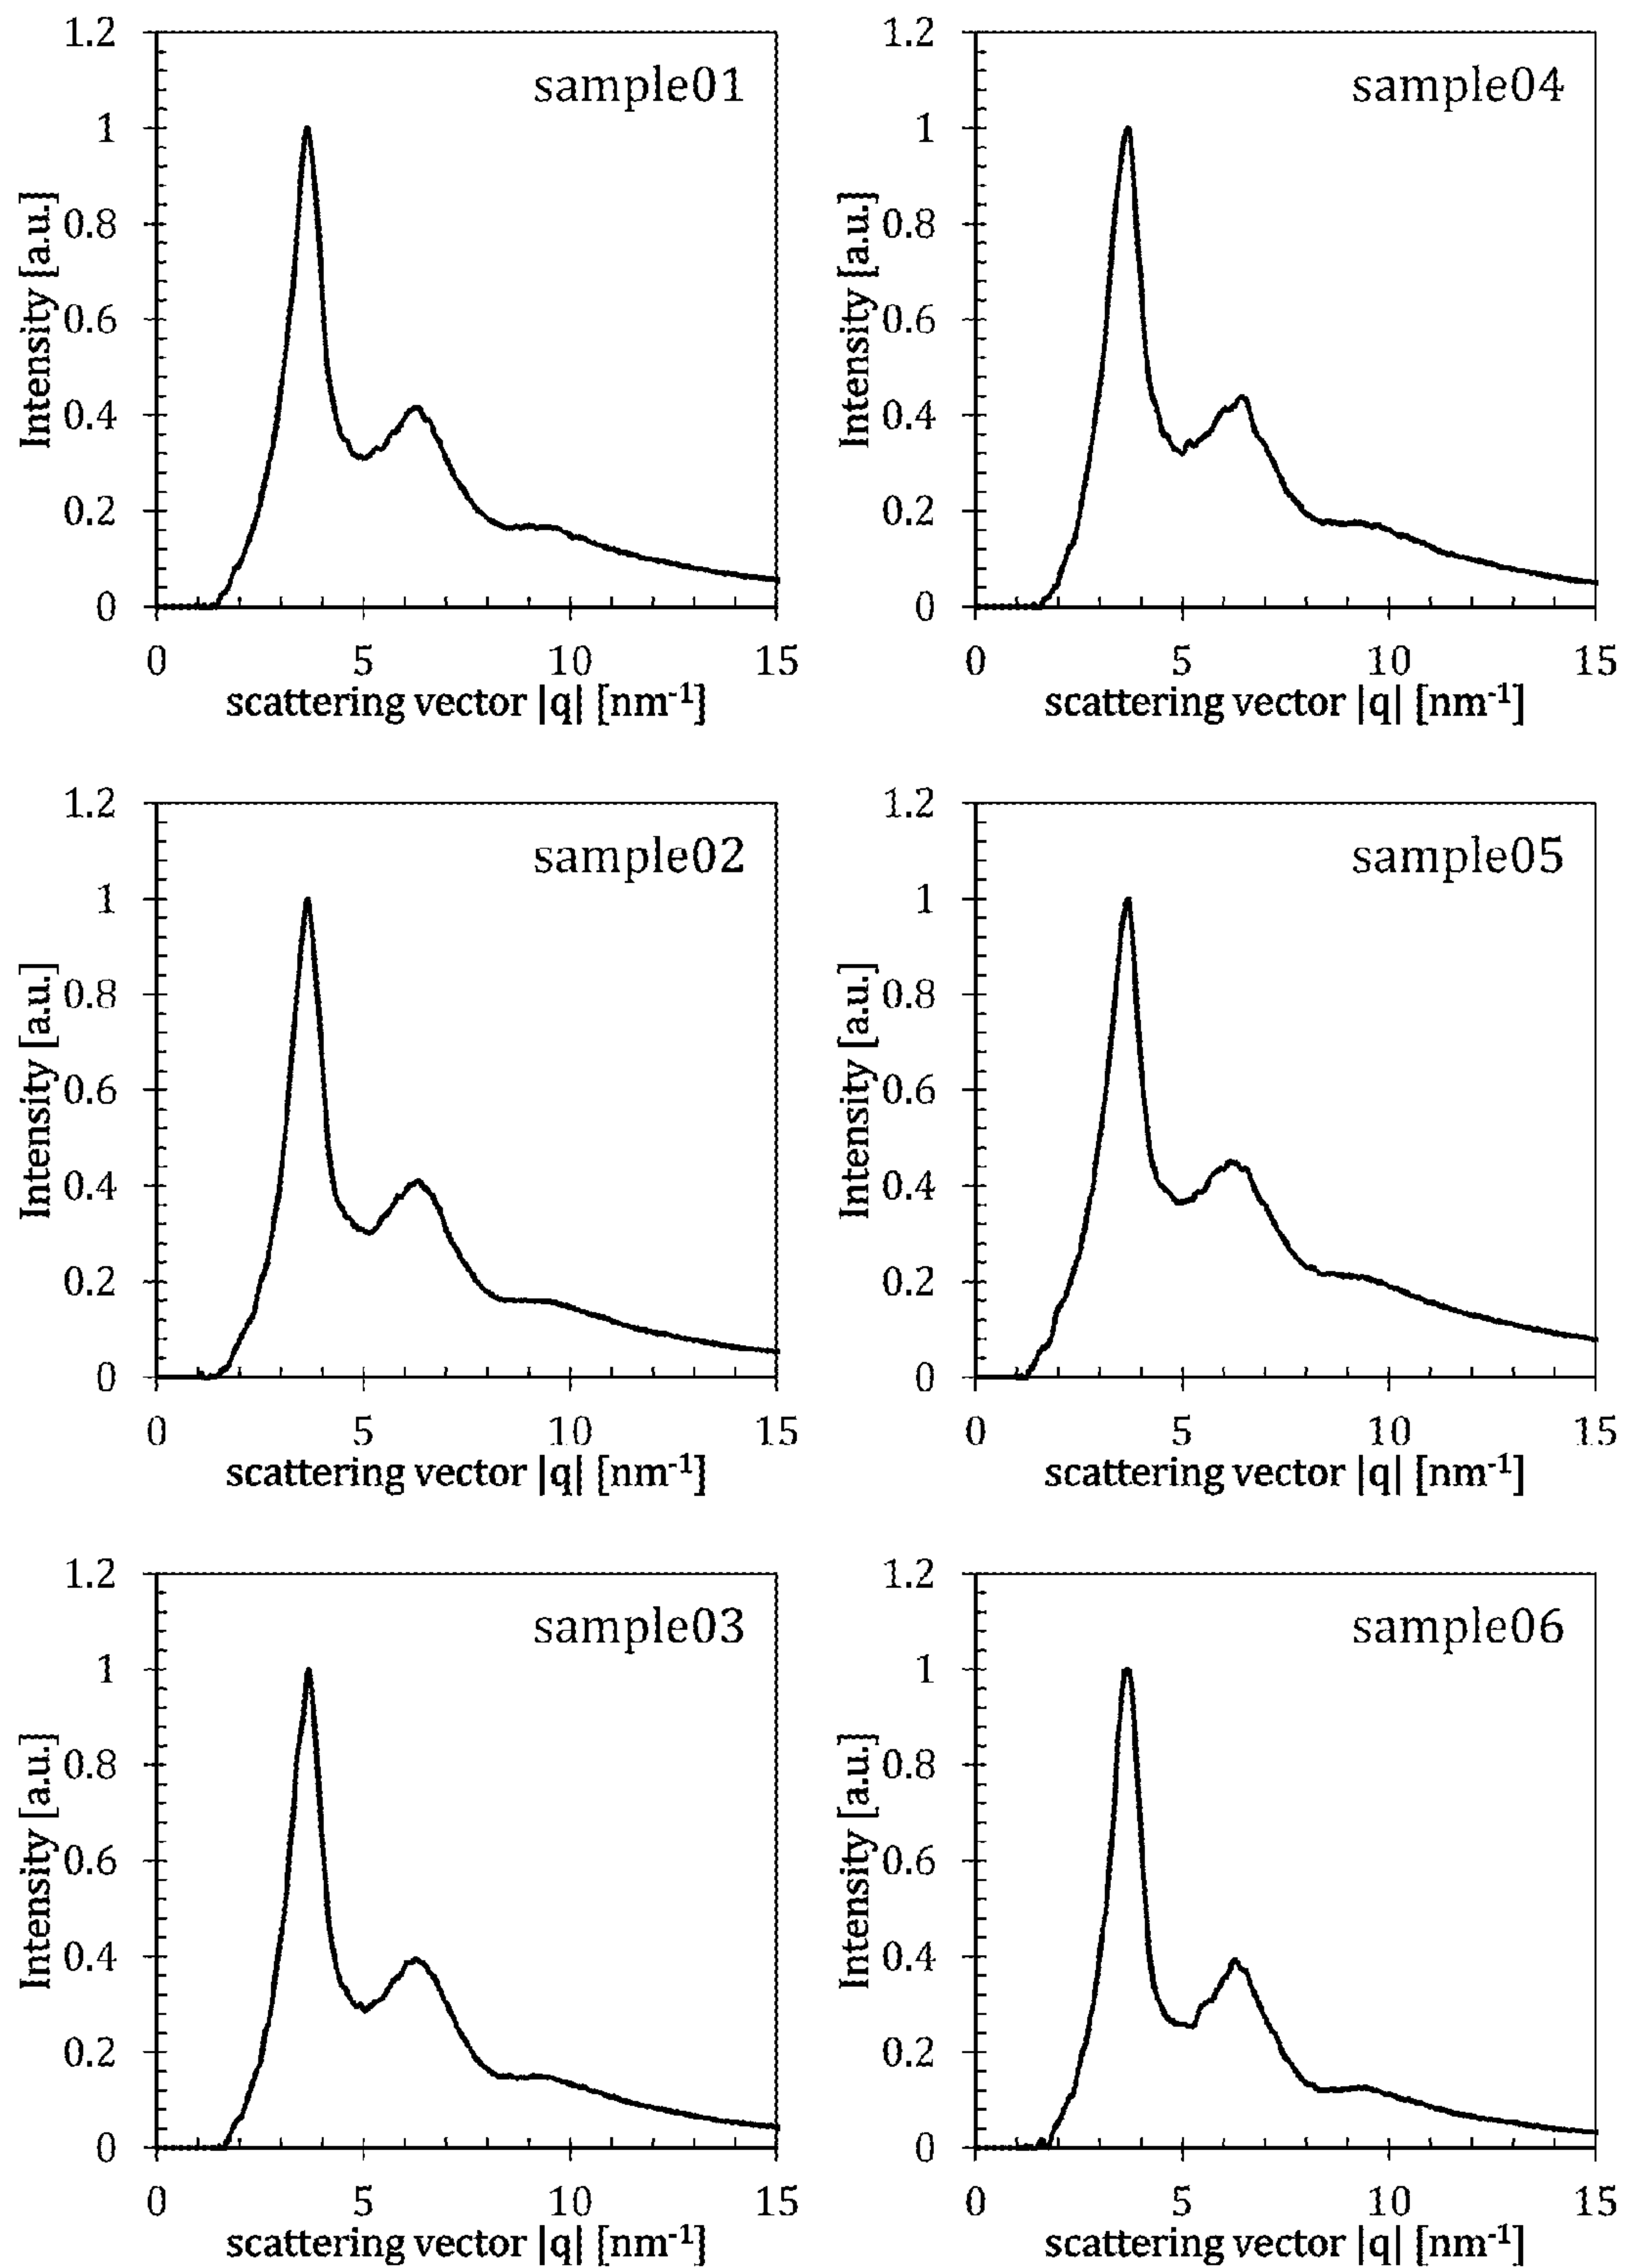 1.2
sample01
1
0.8
0.6
0.4
0.2
0
Intensity [a.u.]
0 5 10 15
scattering vector |q| [nm-1]
1.2
sample04
1
0.8
0.6
0.4
0.2
0
Intensity [a.u.]
0 5 10 15
scattering vector |q| [nm-1]
1.2
sample02
1
0.8
0.6
0.4
0.2
0
Intensity [a.u.]
0 5 10 15
scattering vector |q| [nm-1]
1.2
sample05
1
0.8
0.6
0.4
0.2
0
Intensity [a.u.]
0 5 10 15
scattering vector |q| [nm-1]
1.2
sample03
1
0.8
0.6
0.4
0.2
0
Intensity [a.u.]
0 5 10 15
scattering vector |q| [nm-1]
1.2
sample06
1
0.8
0.6
0.4
0.2
0
Intensity [a.u.]
0 5 10 15
scattering vector |q| [nm-1]